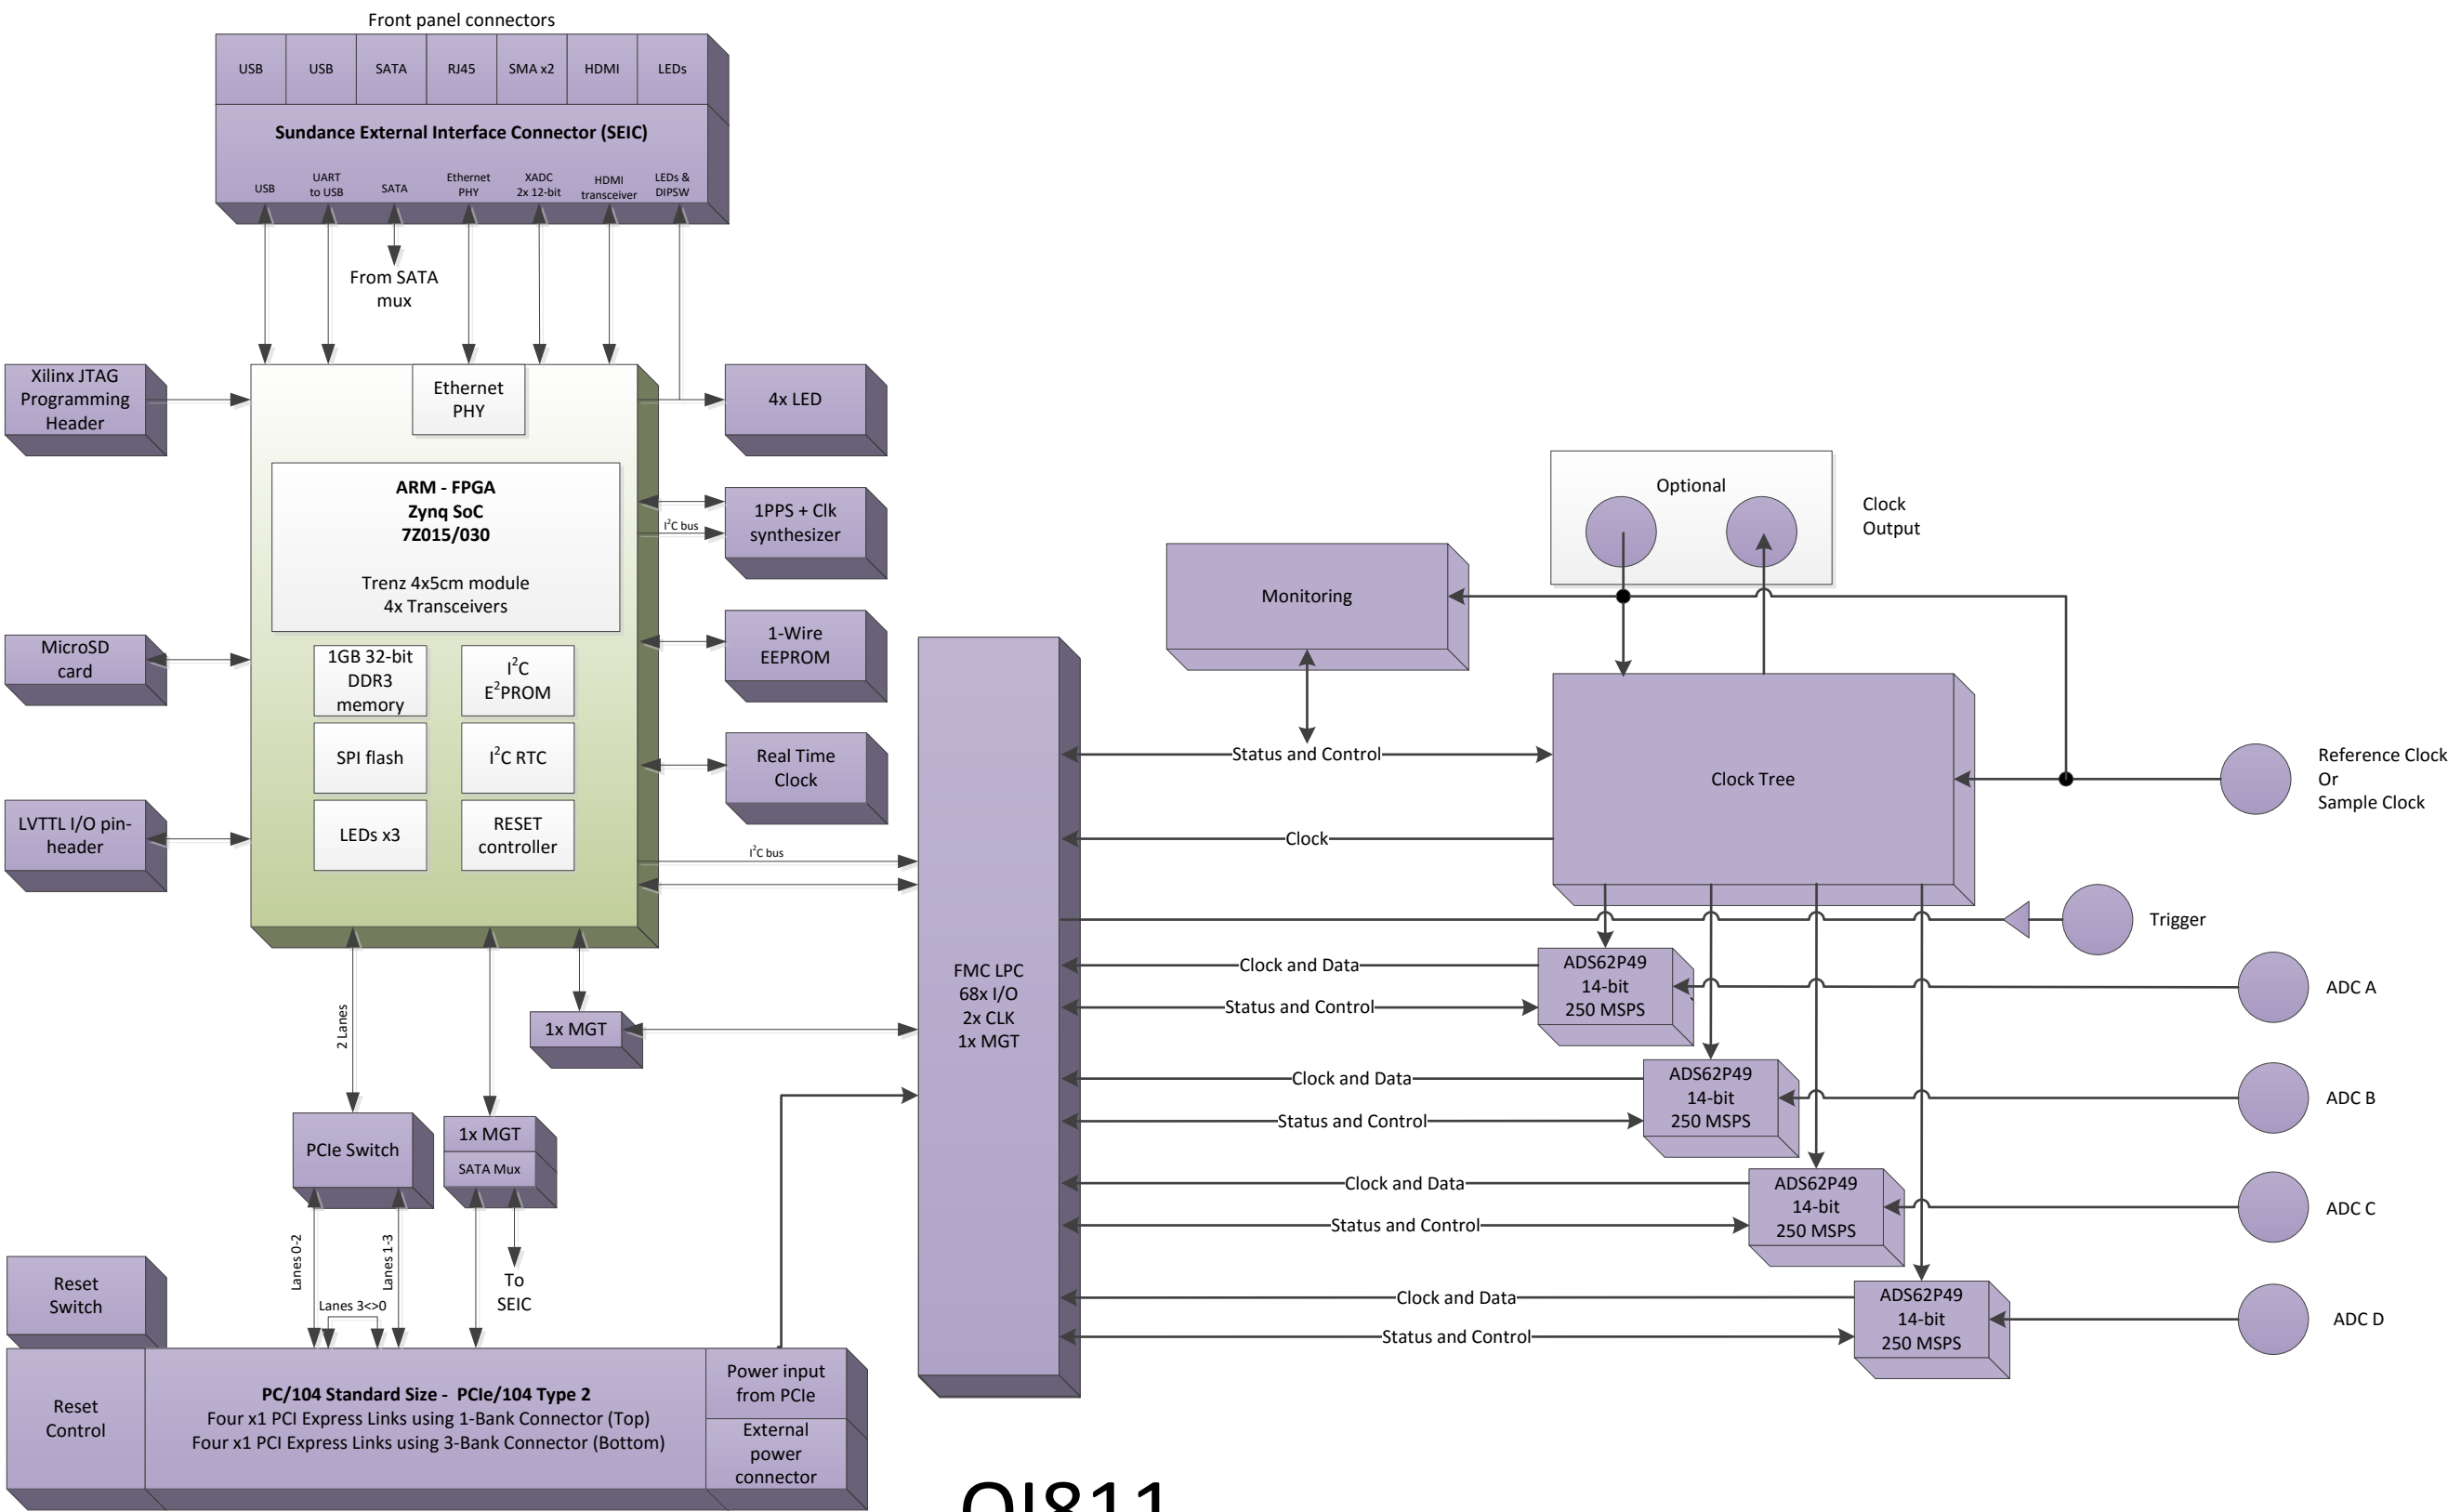 Front panel connectors
USB
USB
SATA
RJ45
SMA x2
HDMI
LEDs
Sundance External Interface Connector (SEIC)
USB
UART
to USB
SATA
Ethernet
PHY
XADC
2x 12-bit
HDMI
transceiver
LEDs &
DIPSW
From SATA
mux
Xilinx JTAG
Programming
Header
Ethernet
PHY
4x LED
ARM - FPGA
Zynq SoC
7Z015/030
Trenz 4x5cm module
4x Transceivers
I²C bus
1PPS + Clk
synthesizer
MicroSD
card
1GB 32-bit
DDR3
memory
I²C
E²PROM
1-Wire
EEPROM
SPI flash
I²C RTC
Real Time
Clock
LVTTL I/O pin-
header
LEDs x3
RESET
controller
I²C bus
2 Lanes
1x MGT
PCIe Switch
1x MGT
SATA Mux
Lanes 0-2
Lanes 1-3
Lanes 3<>0
To
SEIC
Reset
Switch
Reset
Control
PC/104 Standard Size - PCIe/104 Type 2
Four x1 PCI Express Links using 1-Bank Connector (Top)
Four x1 PCI Express Links using 3-Bank Connector (Bottom)
Power input
from PCIe
External
power
connector
FMC LPC
68x I/O
2x CLK
1x MGT
Monitoring
Optional
Clock
Output
Status and Control
Clock Tree
Reference Clock
Or
Sample Clock
Clock
Trigger
Clock and Data
Status and Control
ADS62P49
14-bit
250 MSPS
ADC A
Clock and Data
Status and Control
ADS62P49
14-bit
250 MSPS
ADC B
Clock and Data
Status and Control
ADS62P49
14-bit
250 MSPS
ADC C
Clock and Data
Status and Control
ADS62P49
14-bit
250 MSPS
ADC D